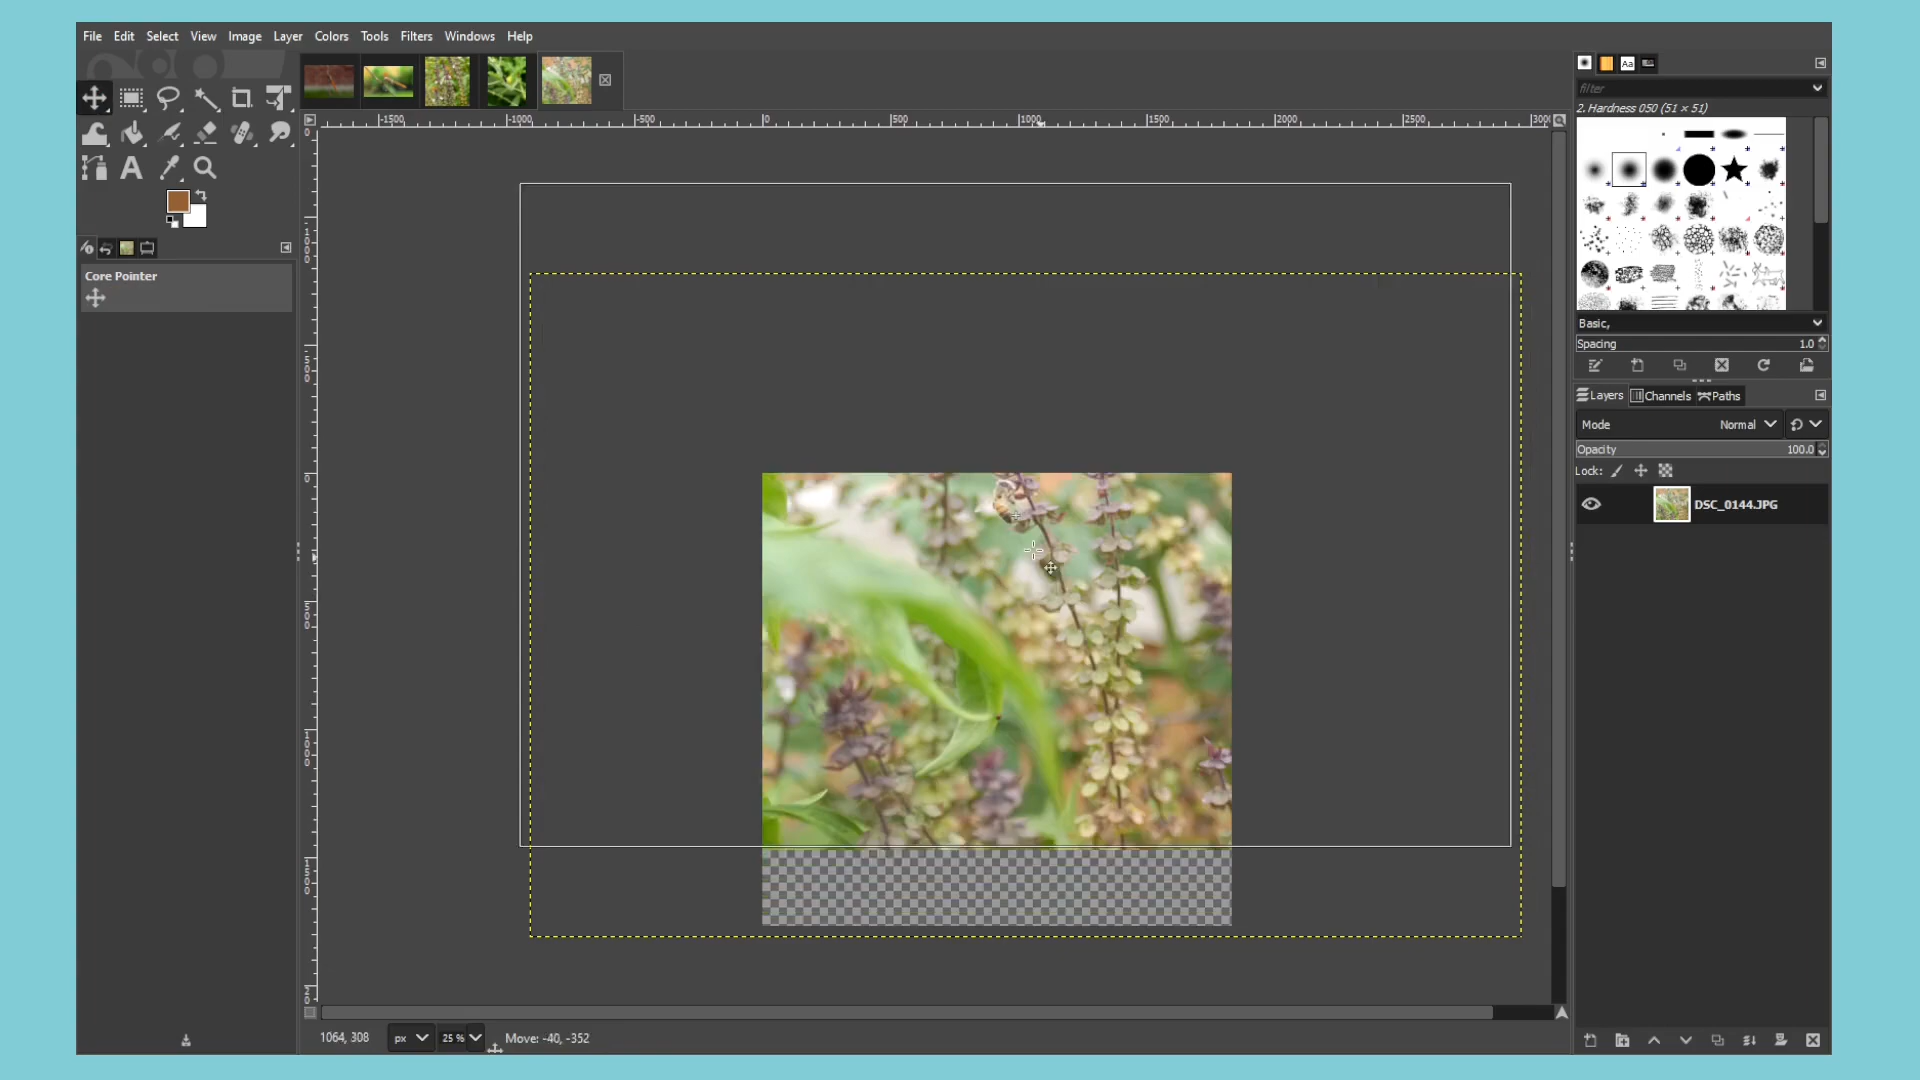 File Edit Select View Image Layer Colors Tools Filters Windows Help
-1500 -1000 -500 0 500 1000 1500 2000 2500
Core Pointer
filter
2. Hardness 050 (51 × 51)
Basic,
Spacing 1.0
Layers Channels Paths
Mode Normal
Opacity 100.0
Lock:
DSC_0144.JPG
1064, 308 px 25 % Move: -40, -352